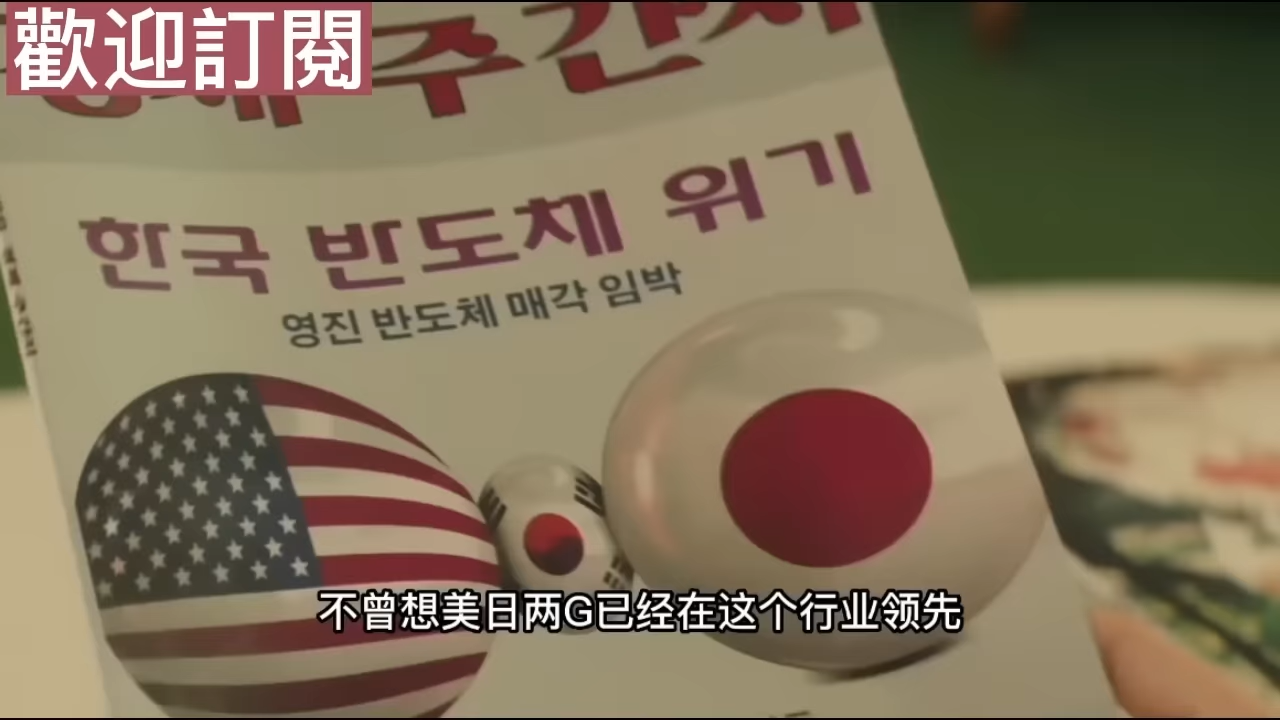 歡迎訂閱
주간지
한국 반도체 위기
영진 반도체 매각 임박
不曾想美日两G已经在这个行业领先